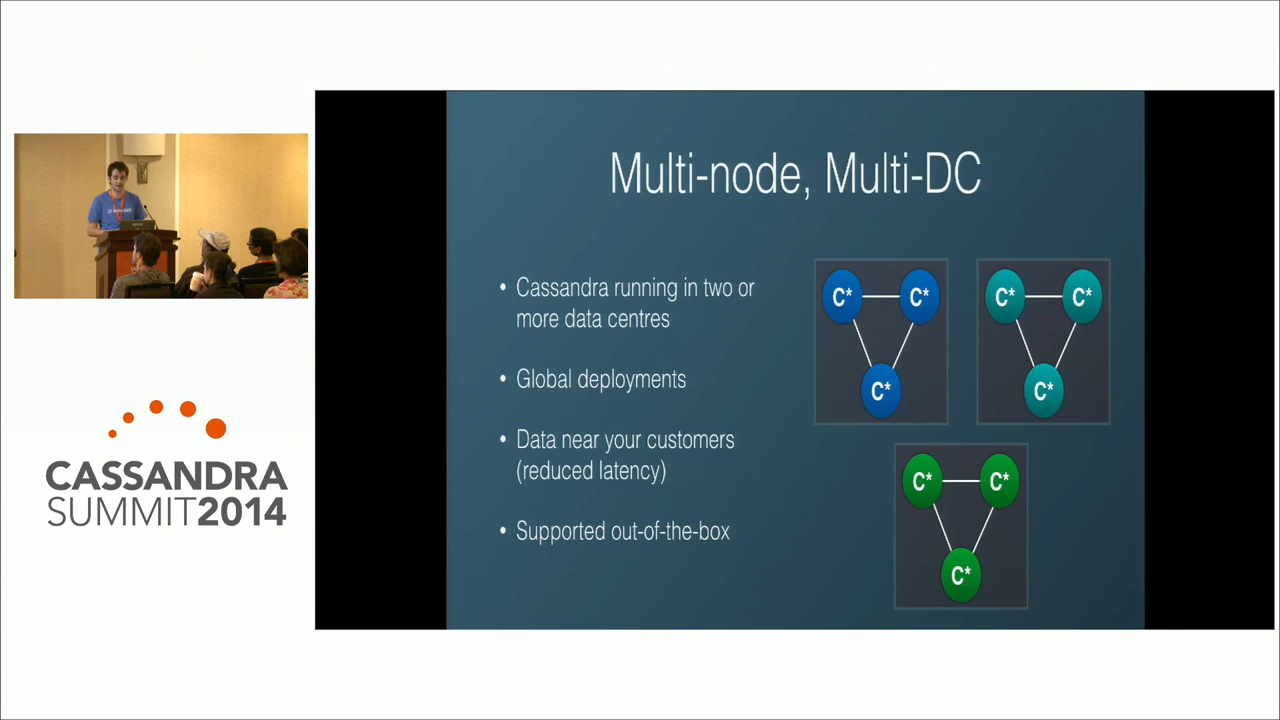 Multi-node, Multi-DC
• Cassandra running in two or
more data centres
• Global deployments
• Data near your customers
(reduced latency)
• Supported out-of-the-box
C* C*
C*
C* C*
C*
C* C*
C*
CASSANDRA
SUMMIT2014